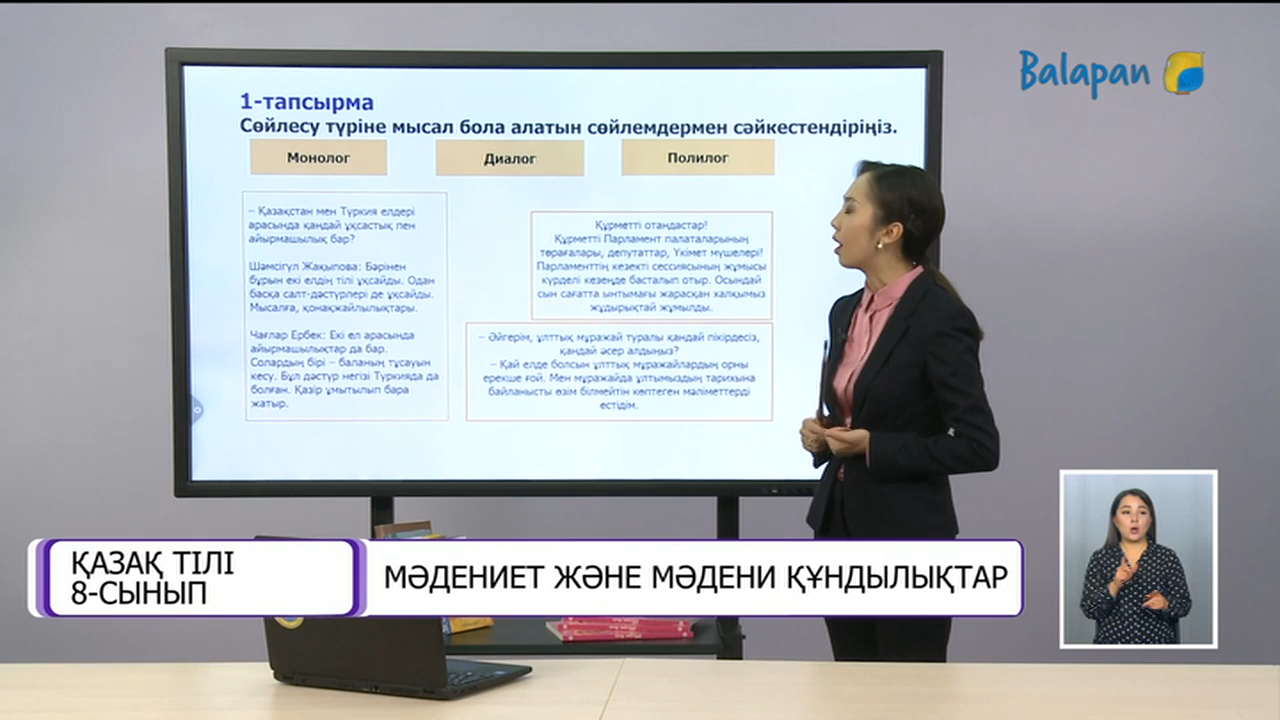 Balapan
1-тапсырма
Сөйлесу түріне мысал бола алатын сөйлемдермен сәйкестендіріңіз.
Монолог
Диалог
Полилог
– Қазақстан мен Түркия елдері
арасында қандай ұқсастық пен
айырмашылық бар?
Шәмсігүл Жақыпова: Бәрінен
бұрын екі елдің тілі ұқсайды. Одан
басқа салт-дәстүрлері де ұқсайды.
Мысалға, қонақжайлылықтары.
Чағлар Ербек: Екі ел арасында
айырмашылықтар да бар.
Солардың бірі – баланың тұсауын
кесу. Бұл дәстүр негізі Түркияда да
болған. Қазір ұмытылып бара
жатыр.
Құрметті отандастар!
Құрметті Парламент палаталарының
төрағалары, депутаттар, Үкімет мүшелері!
Парламенттің кезекті сессиясының жұмысы
күрделі кезеңде басталып отыр. Осындай
сын сағатта ынтымағы жарасқан халқымыз
жұдырықтай жұмылды.
– Әйгерім, ұлттық мұражай туралы қандай пікірдесіз,
қандай әсер алдыңыз?
– Қай елде болсын ұлттық мұражайлардың орны
ерекше ғой. Мен мұражайда ұлтымыздың тарихына
байланысты өзім білмейтін көптеген мәліметтерді
естідім.
ҚАЗАҚ ТІЛІ
8-СЫНЫП
МӘДЕНИЕТ ЖӘНЕ МӘДЕНИ ҚҰНДЫЛЫҚТАР